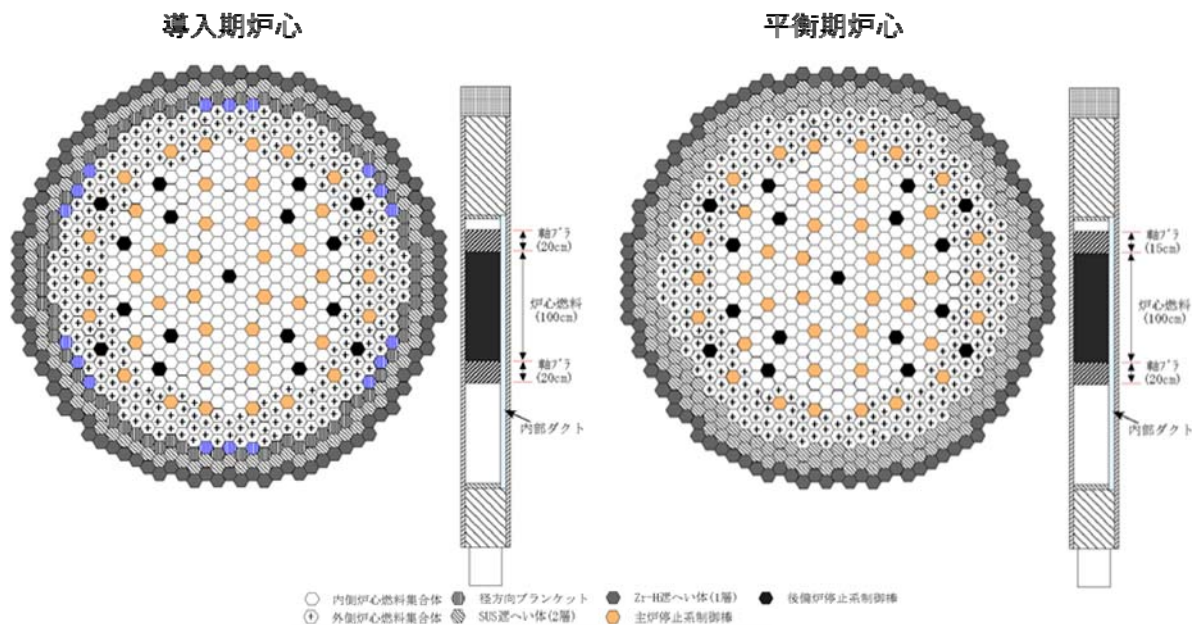 導入期炉心
平衡期炉心
軸ブラ
(20cm)
炉心燃料
(100cm)
軸ブラ
(20cm)
内部ダクト
軸ブラ
(15cm)
炉心燃料
(100cm)
軸ブラ
(20cm)
内部ダクト
内側炉心燃料集合体 径方向ブランケット Zr-H遮へい体(1層) 後備炉停止系制御棒
外側炉心燃料集合体 SUS遮へい体(2層) 主炉停止系制御棒